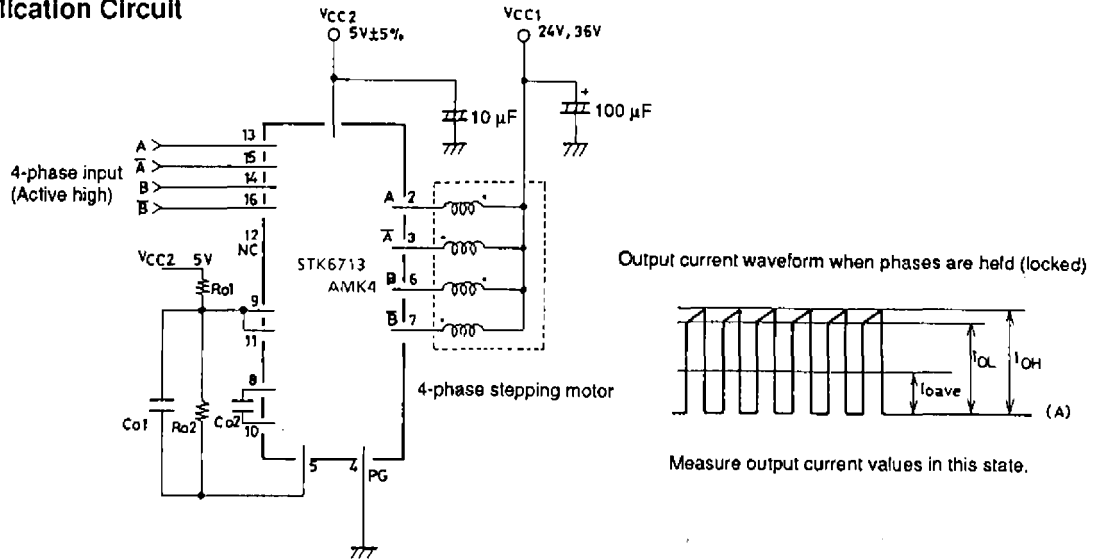 lication Circuit
VCC2
5V±5%
VCC1
24V, 36V
10 µF
+
100 µF
4-phase input
(Active high)
A
13
A̅
15
B
14
B̅
16
12
NC
STK6713
AMK4
A 2
A̅ 3
B 6
B̅ 7
VCC2 5V
Ro1
9
11
8
10
Co1
Ro2
Co2
5
4
PG
4-phase stepping motor
Output current waveform when phases are held (locked)
IOL
IOH
Ioave
(A)
Measure output current values in this state.